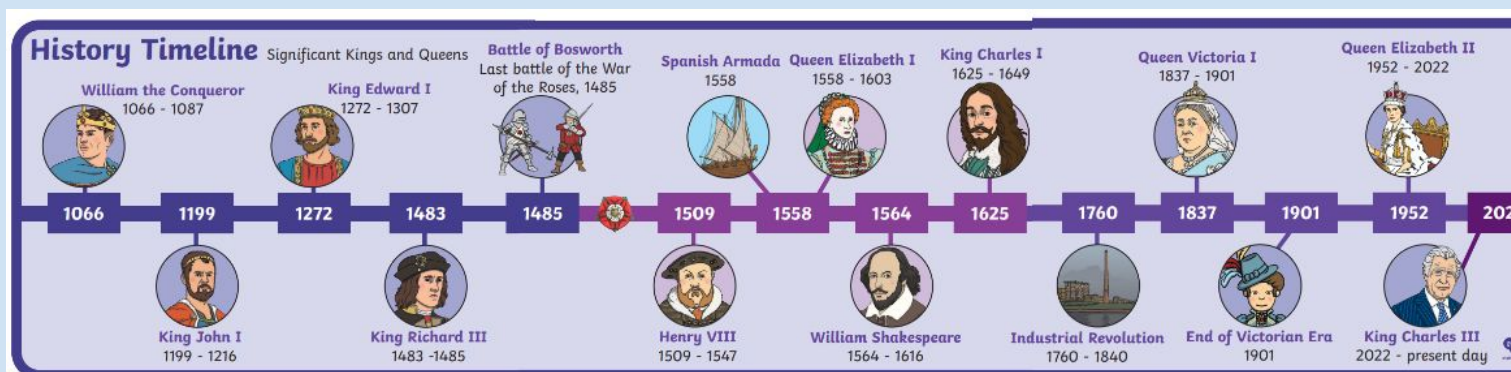 History Timeline
Significant Kings and Queens
William the Conqueror
1066 - 1087
King Edward I
1272 - 1307
Battle of Bosworth
Last battle of the War
of the Roses, 1485
Spanish Armada
1558
Queen Elizabeth I
1558 - 1603
King Charles I
1625 - 1649
Queen Victoria I
1837 - 1901
Queen Elizabeth II
1952 - 2022
1066
1199
1272
1483
1485
1509
1558
1564
1625
1760
1837
1901
1952
King John I
1199 - 1216
King Richard III
1483 -1485
Henry VIII
1509 - 1547
William Shakespeare
1564 - 1616
Industrial Revolution
1760 - 1840
End of Victorian Era
1901
King Charles III
2022 - present day